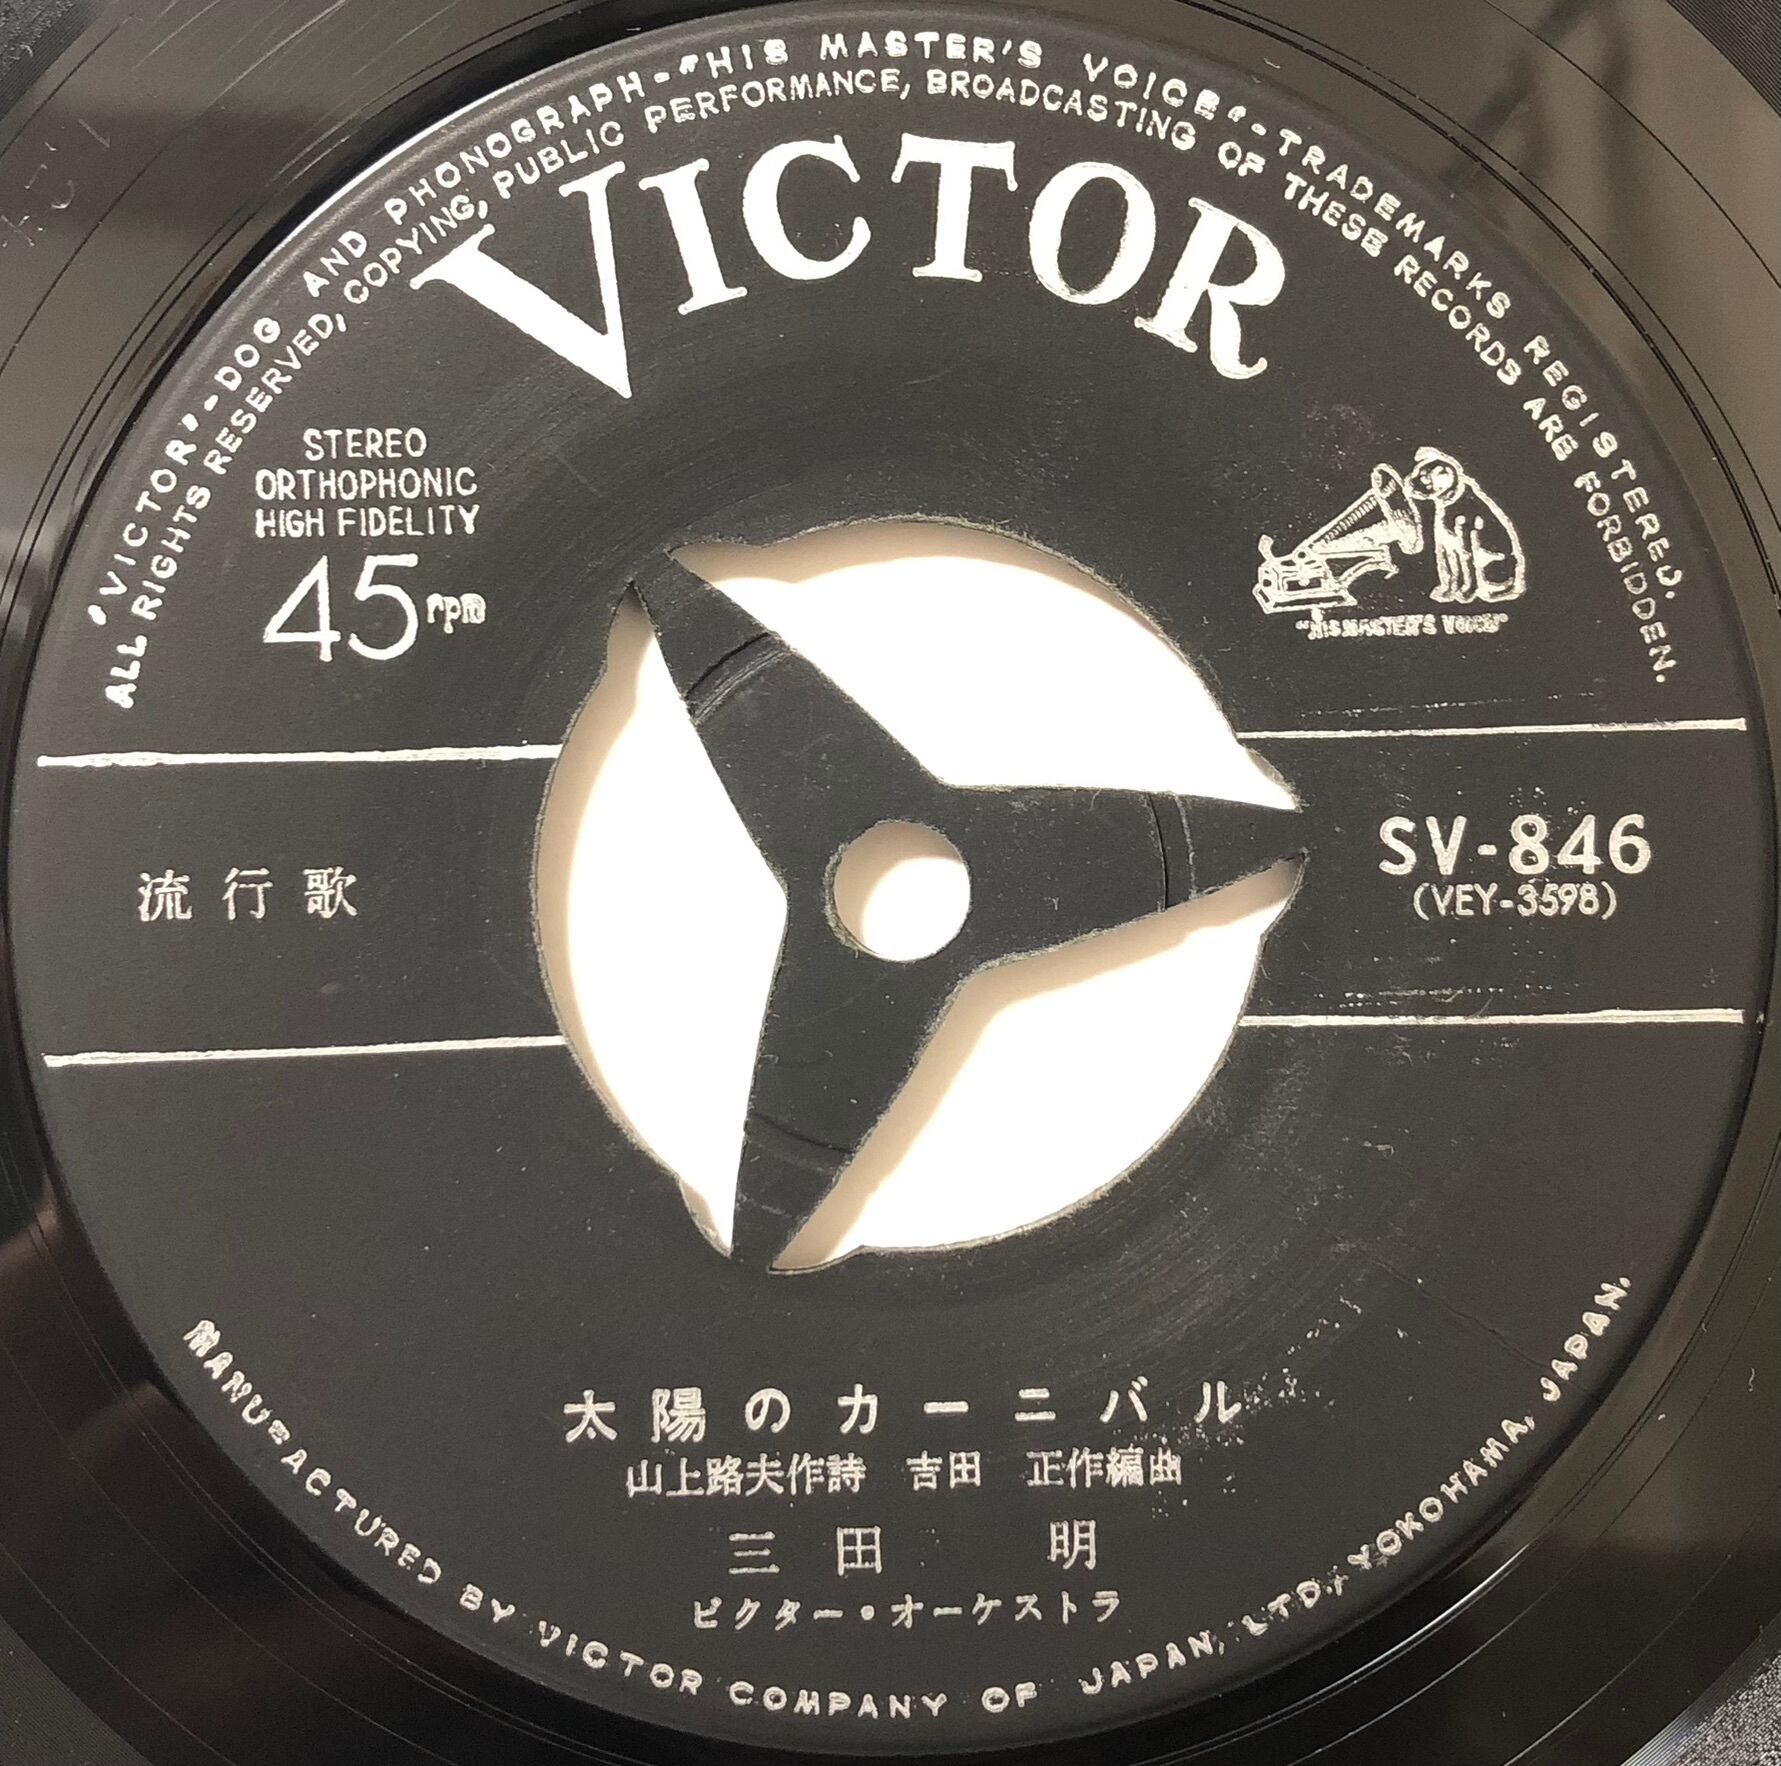 "VICTOR"-DOG AND PHONOGRAPH-"HIS MASTER'S VOICE"-TRADEMARKS REGISTERED.
ALL RIGHTS RESERVED, COPYING, PUBLIC PERFORMANCE, BROADCASTING OF THESE RECORDS ARE FORBIDDEN.
VICTOR
STEREO
ORTHOPHONIC
HIGH FIDELITY
45 rpm
"HIS MASTER'S VOICE"
流行歌
SV-846
(VEY-3598)
太陽のカーニバル
山上路夫作詩 吉田 正作編曲
三田 明
ビクター・オーケストラ
MANUFACTURED BY VICTOR COMPANY OF JAPAN, LTD., YOKOHAMA, JAPAN.